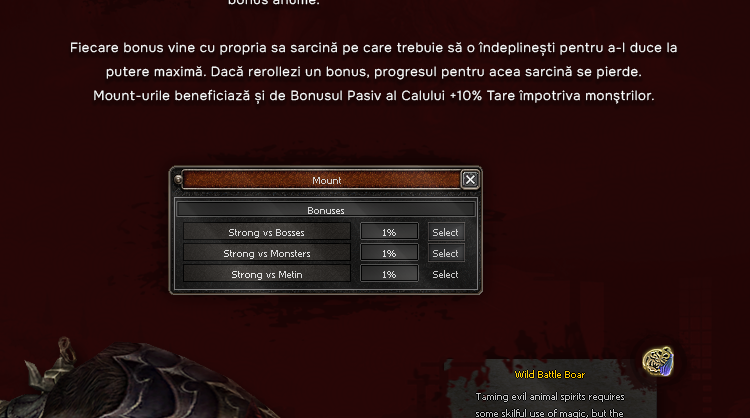 bonus anume.
Fiecare bonus vine cu propria sa sarcină pe care trebuie să o îndeplinești pentru a-l duce la
putere maximă. Dacă rerollezi un bonus, progresul pentru acea sarcină se pierde.
Mount-urile beneficiază și de Bonusul Pasiv al Calului +10% Tare împotriva monștrilor.
Mount
Bonuses
Strong vs Bosses 1% Select
Strong vs Monsters 1% Select
Strong vs Metin 1% Select
Wild Battle Boar
Taming evil animal spirits requires
some skilful use of magic, but the